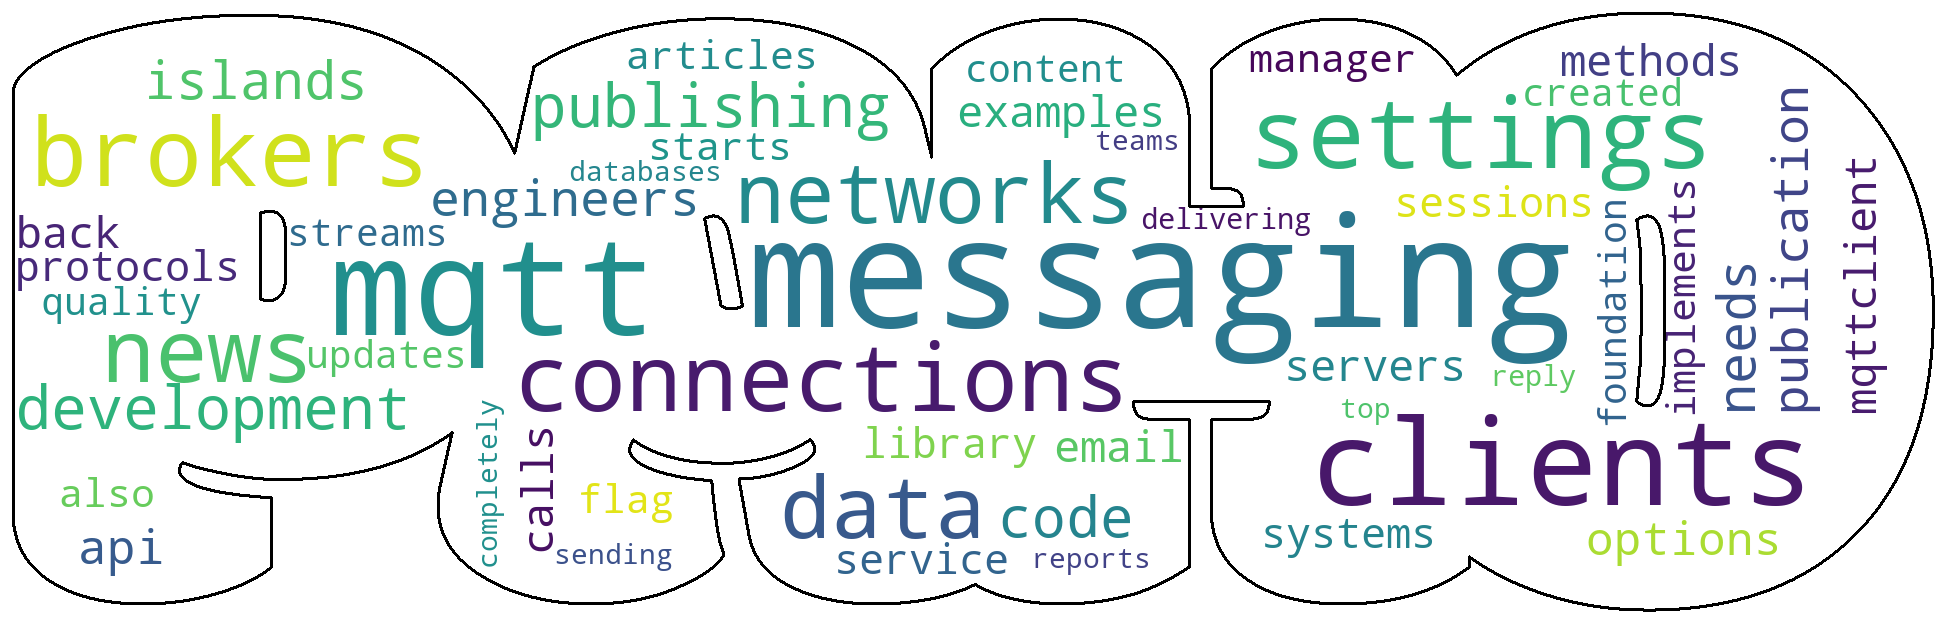 articles
manager
methods
islands
content
publishing
created
examples
brokers
settings
starts
teams
databases
engineers
networks
sessions
publication
back
streams
delivering
implements
foundation
mqttclient
protocols
mqtt
messaging
quality
needs
news
updates
connections
servers
reply
development
top
completely
calls
library
email
clients
also
flag
data
code
systems
options
api
sending
service
reports